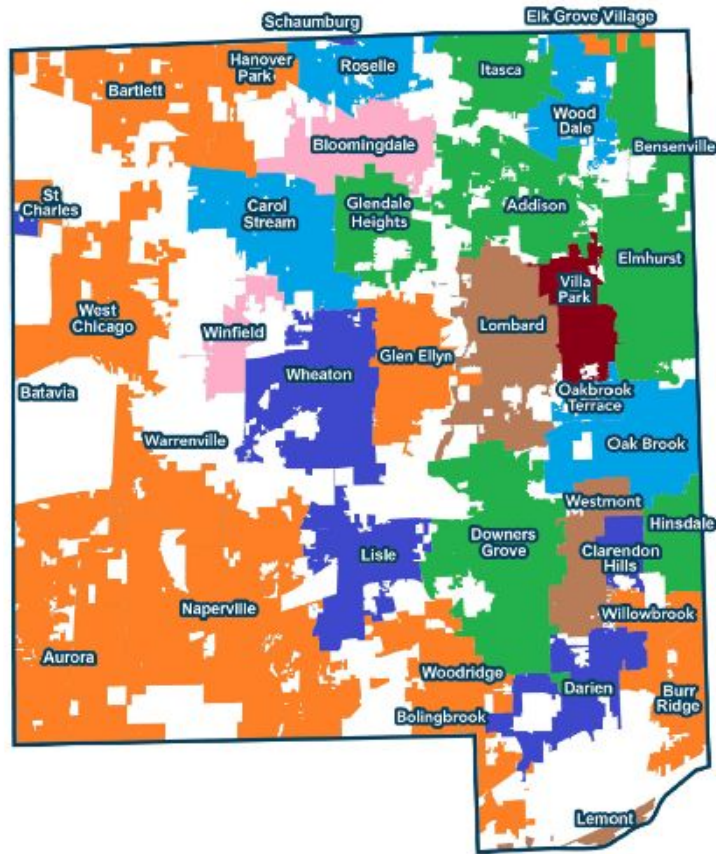 Schaumburg
Elk Grove Village
Hanover
Park
Roselle
Itasca
Bartlett
Wood
Dale
Bloomingdale
Bensenville
St
Charles
Carol
Stream
Glendale
Heights
Addison
Elmhurst
Villa
Park
West
Chicago
Winfield
Lombard
Glen Ellyn
Wheaton
Batavia
Oakbrook
Terrace
Warrenville
Oak Brook
Westmont
Hinsdale
Downers
Grove
Clarendon
Hills
Lisle
Naperville
Willowbrook
Aurora
Woodridge
Darien
Burr
Ridge
Bolingbrook
Lemont